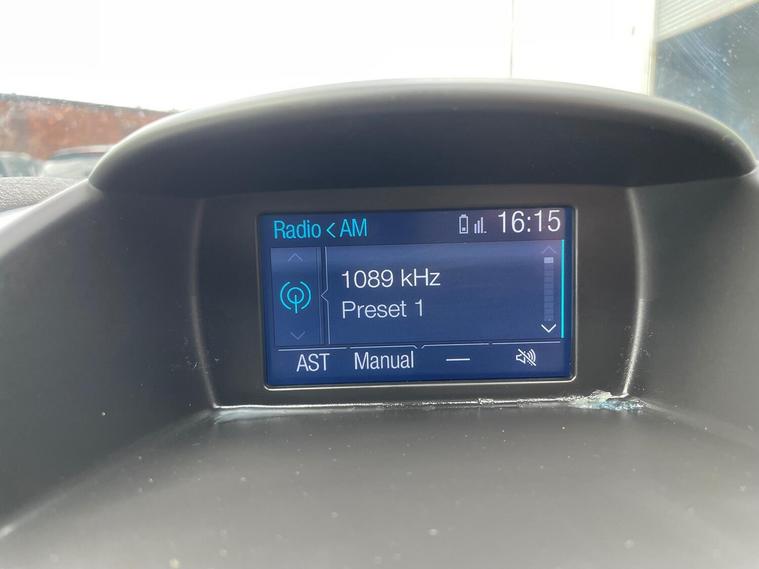 Radio < AM 16:15
1089 kHz
Preset 1
AST Manual —